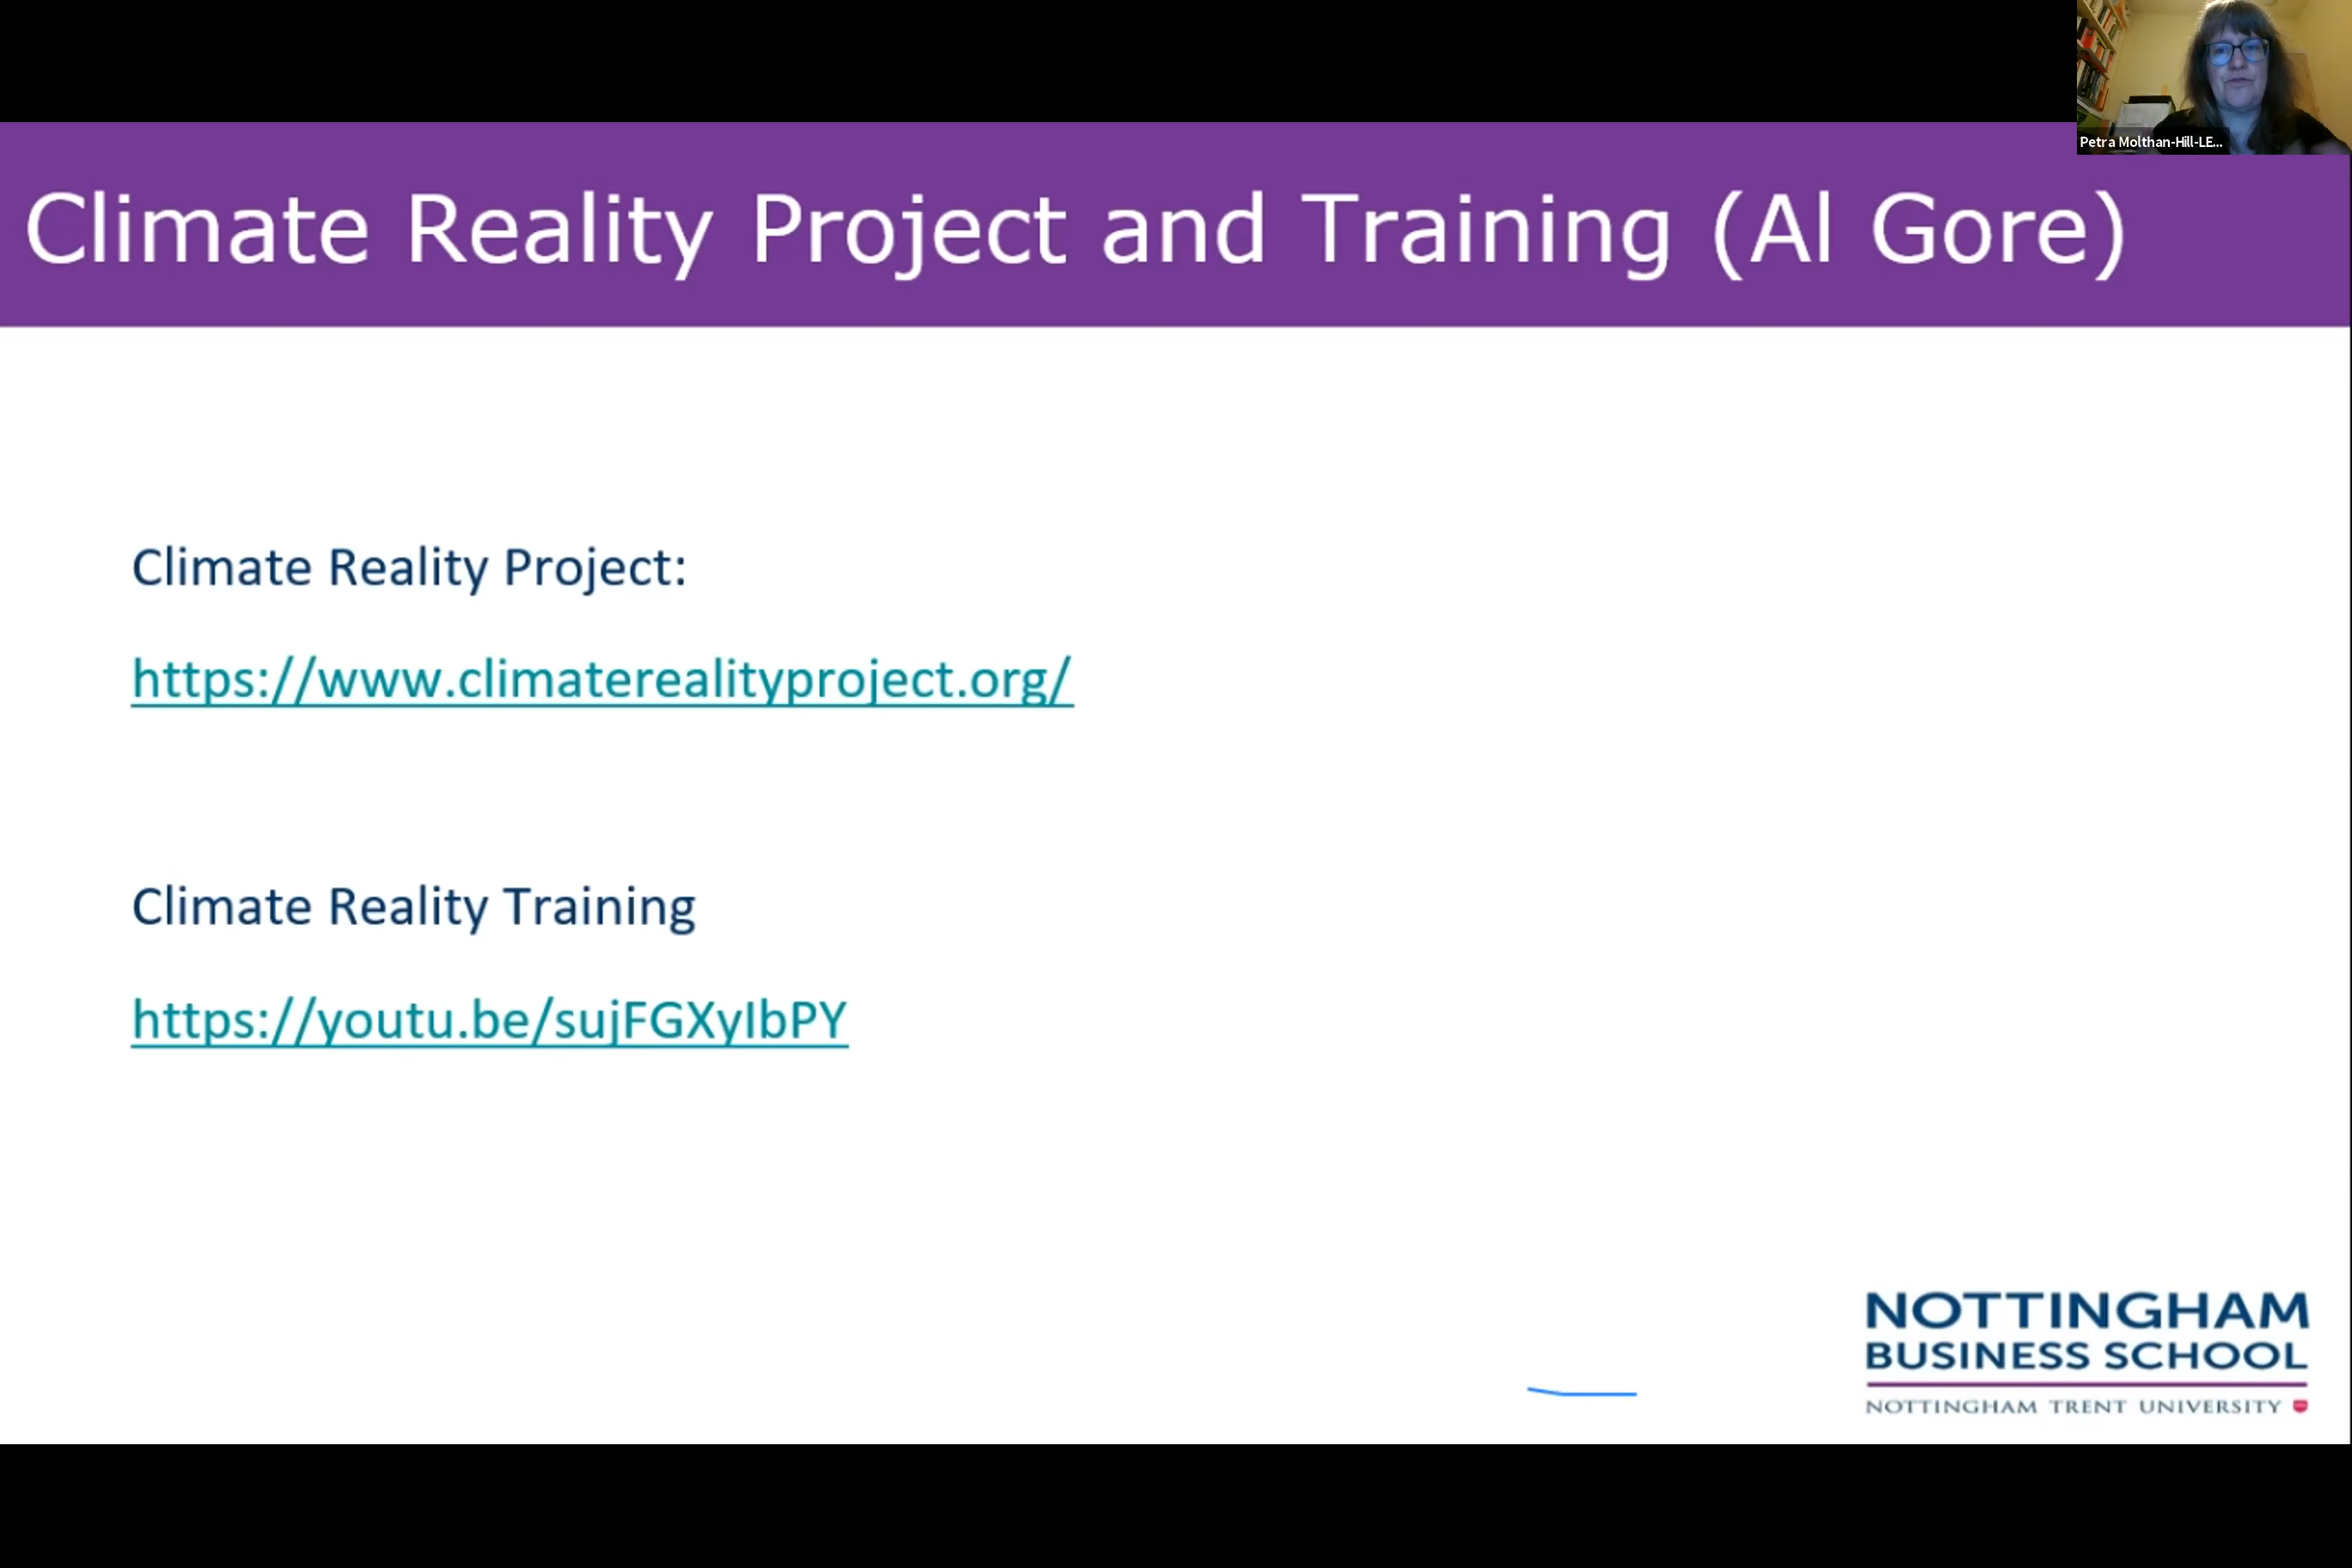 Petra Molthan-Hill-LE...
Climate Reality Project and Training (Al Gore)
Climate Reality Project:
https://www.climaterealityproject.org/
Climate Reality Training
https://youtu.be/sujFGXyIbPY
NOTTINGHAM
BUSINESS SCHOOL
NOTTINGHAM TRENT UNIVERSITY